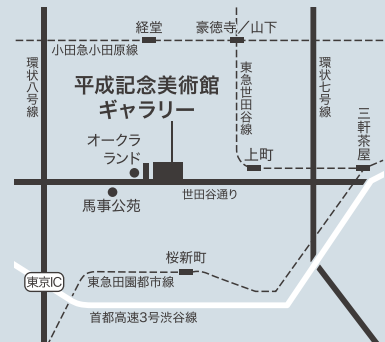 経堂
豪徳寺／山下
小田急小田原線
環状八号線
平成記念美術館
ギャラリー
東急世田谷線
環状七号線
三軒茶屋
オークラ
ランド
上町
世田谷通り
馬事公苑
桜新町
東京IC
東急田園都市線
首都高速3号渋谷線